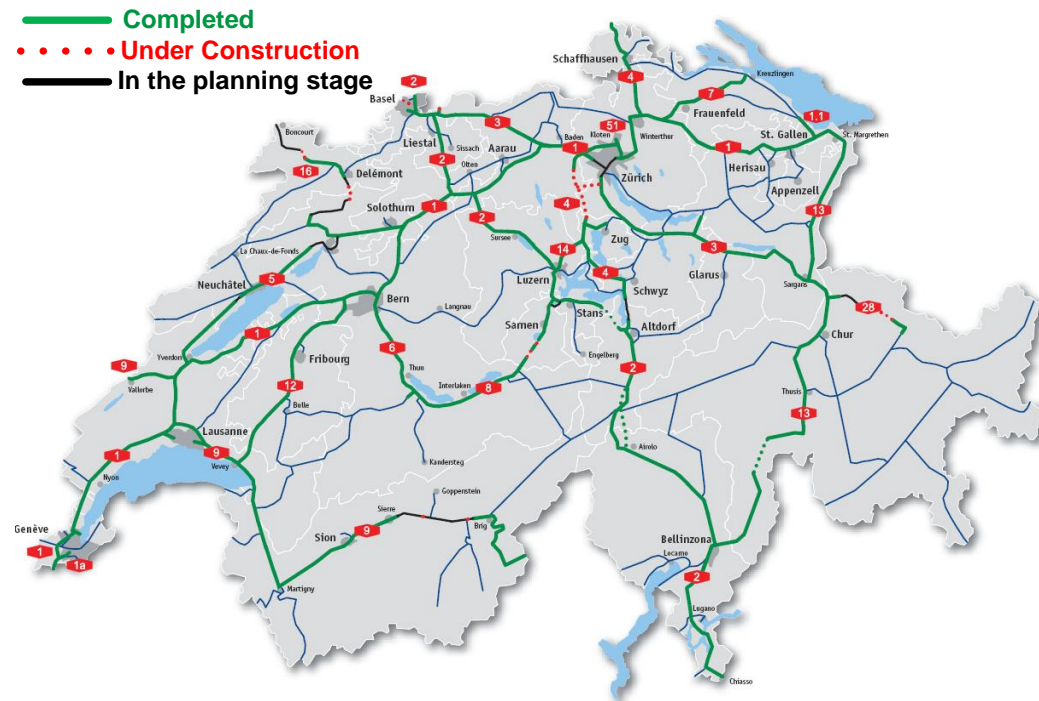 Completed
Under Construction
In the planning stage
Schaffhausen
4
Kreuzlingen
2
Basel
7
Frauenfeld
1.1
3
51
Boncourt
Liestal
Sissach
Baden
Kloten
Winterther
1
St. Gallen
St. Margrethen
Aarau
1
2
Olten
Herisau
16
Delémont
Zürich
Appenzell
Solothurn
1
4
13
2
Sursee
Zug
La Chaux-de-Fonds
14
3
5
Luzern
4
Glarus
Sargans
Neuchâtel
Schwyz
Bern
Langnau
Stans
28
1
Samen
Altdorf
Chur
Yverdon
6
Fribourg
Engelberg
9
Thun
2
Vallerbe
12
Interlaken
8
Thusis
Bulle
13
Lausanne
Airolo
1
9
Vevey
Kandersteg
Nyon
Goppenstein
Sierre
Genève
9
Brig
Sion
Bellinzona
1
Locarno
1a
2
Martigny
Lugano
Chiasso